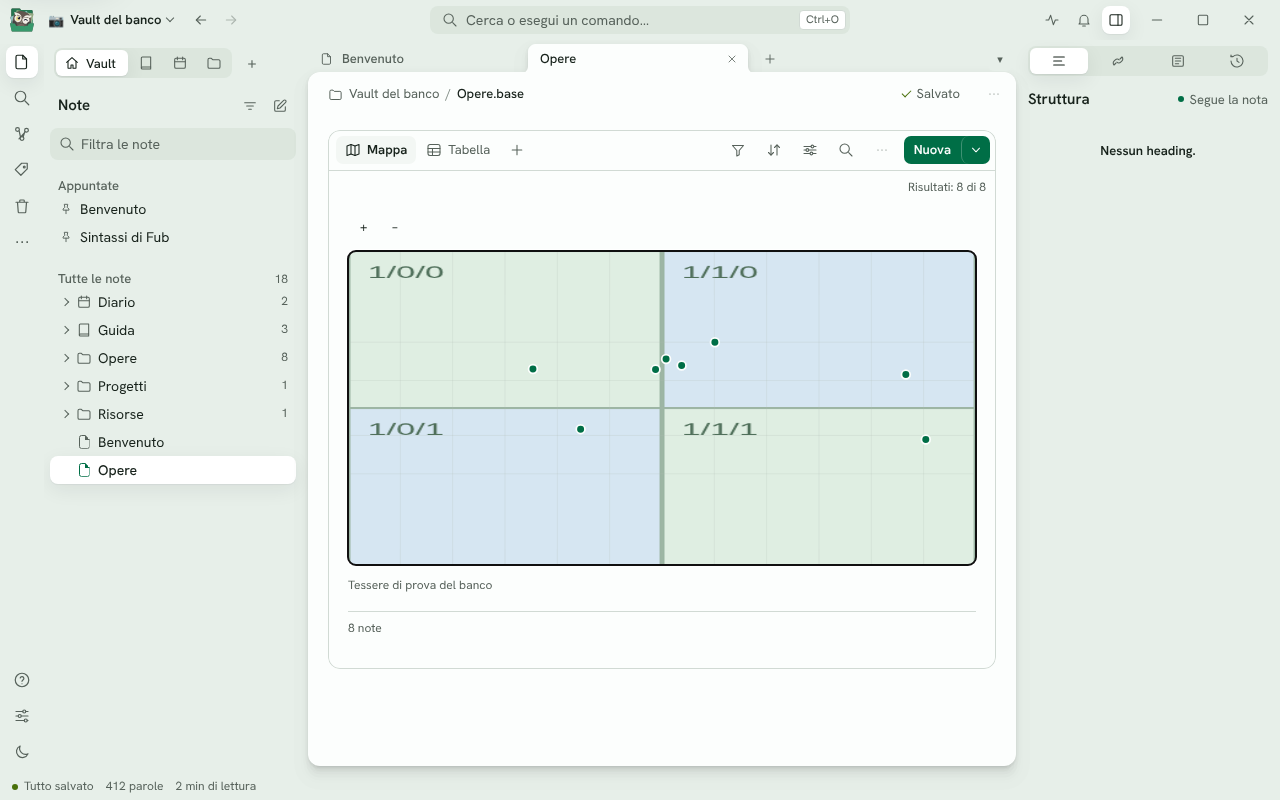 Vault del banco
Cerca o esegui un comando…
Ctrl+O
Vault
Note
Filtra le note
Appuntate
Benvenuto
Sintassi di Fub
Tutte le note 18
Diario 2
Guida 3
Opere 8
Progetti 1
Risorse 1
Benvenuto
Opere
Benvenuto
Opere
Vault del banco / Opere.base
Salvato
Mappa
Tabella
Nuova
Risultati: 8 di 8
+ −
1/0/0
1/1/0
1/0/1
1/1/1
Tessere di prova del banco
8 note
Struttura
Segue la nota
Nessun heading.
Tutto salvato 412 parole 2 min di lettura